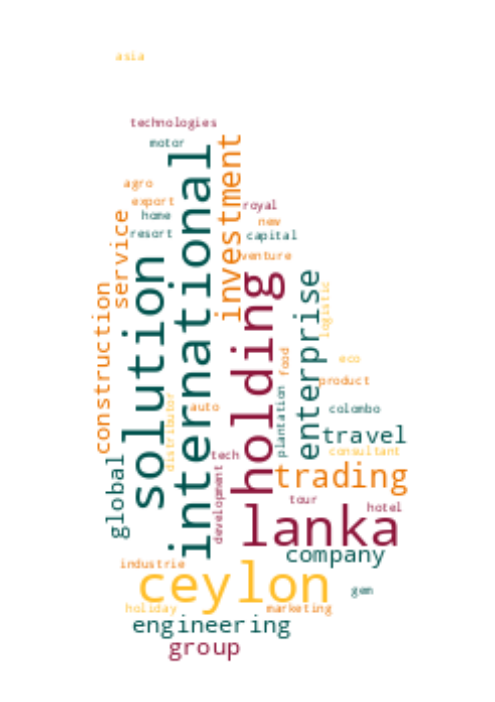 asia
technologies
motor
international
investment
agro
export
royal
service
home
new
resort
capital
solution
venture
holding
enterprise
construction
logistic
food
eco
product
plantation
distributor
auto
colombo
travel
global
consultant
tech
trading
development
tour
lanka
hotel
company
industrie
ceylon
gem
holiday
marketing
engineering
group